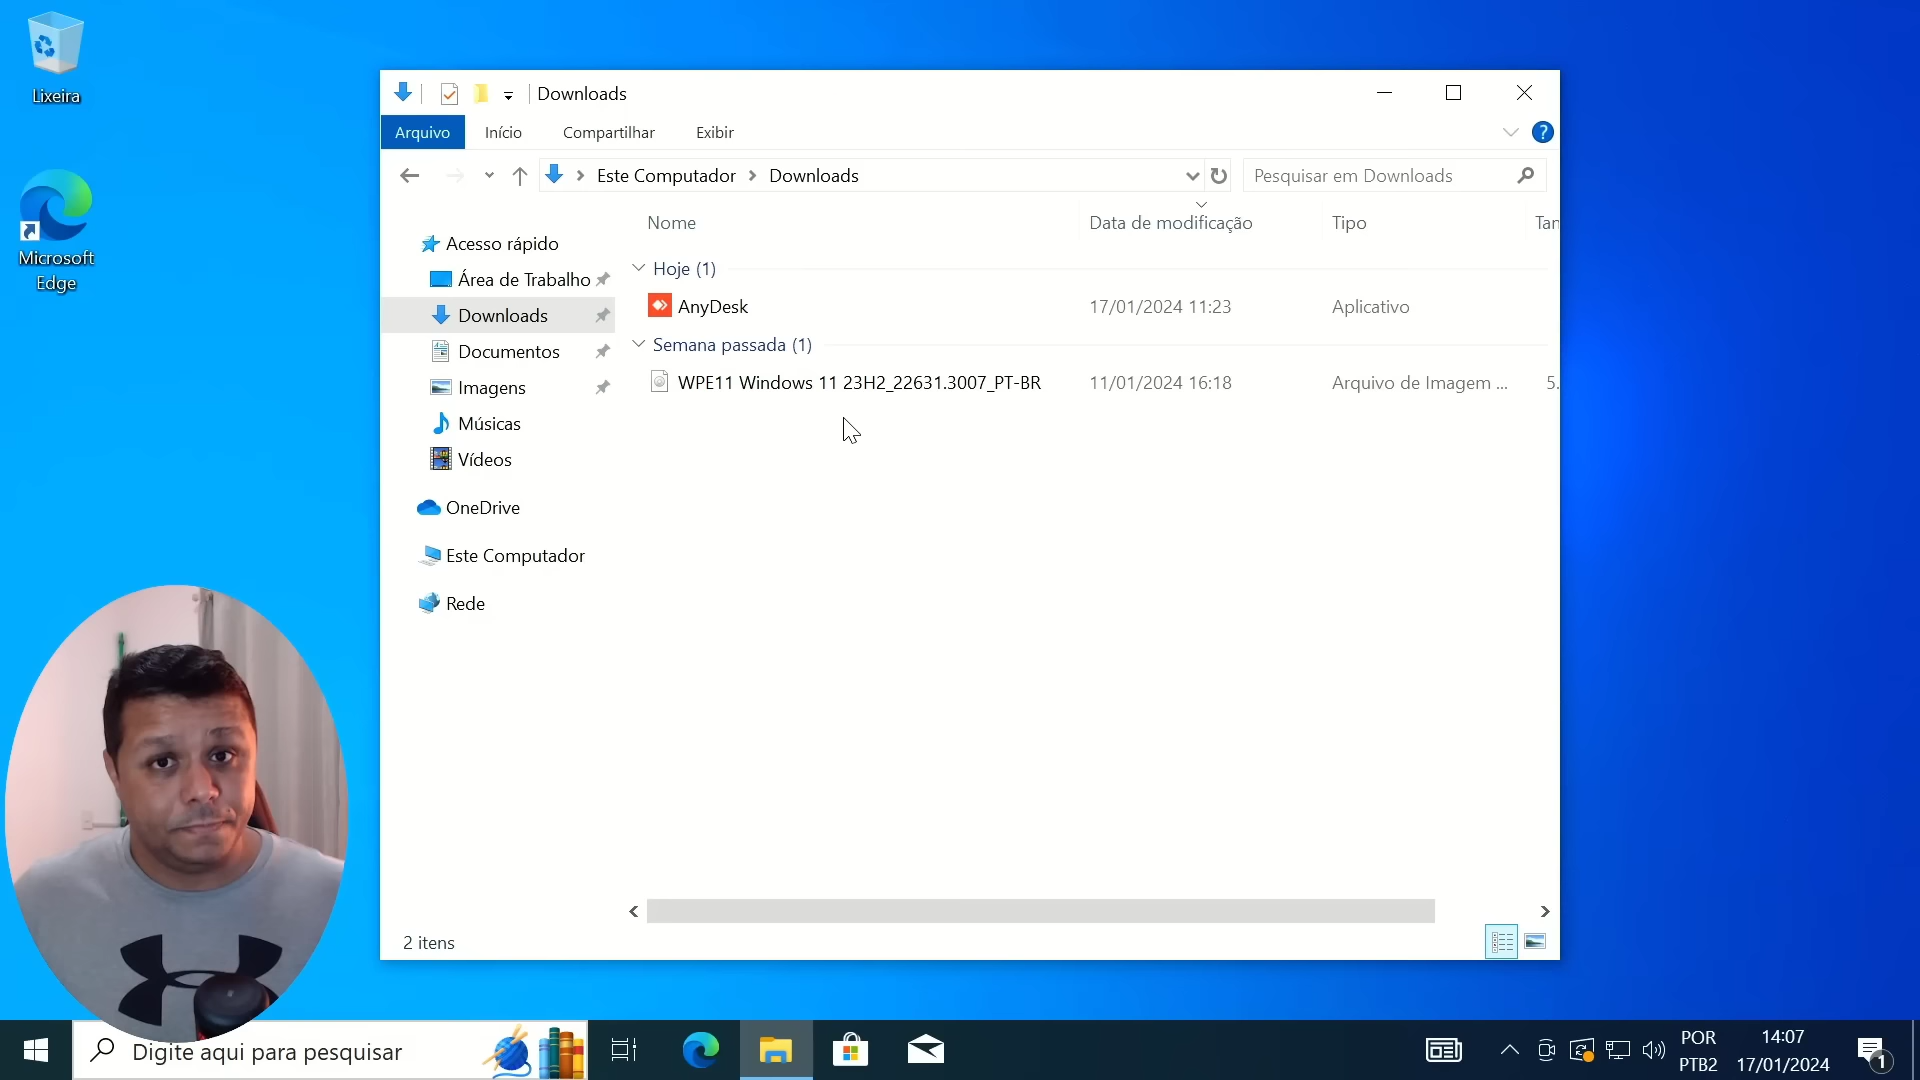 Lixeira
Microsoft
Edge
Downloads
Arquivo
Início
Compartilhar
Exibir
?
Este Computador
Downloads
Pesquisar em Downloads
Nome
Data de modificação
Tipo
Tar
Acesso rápido
Área de Trabalho
Downloads
Documentos
Imagens
Músicas
Vídeos
OneDrive
Este Computador
Rede
Hoje (1)
AnyDesk
17/01/2024 11:23
Aplicativo
Semana passada (1)
WPE11 Windows 11 23H2_22631.3007_PT-BR
11/01/2024 16:18
Arquivo de Imagem ...
5.
2 itens
Digite aqui para pesquisar
POR
PTB2
14:07
17/01/2024
1